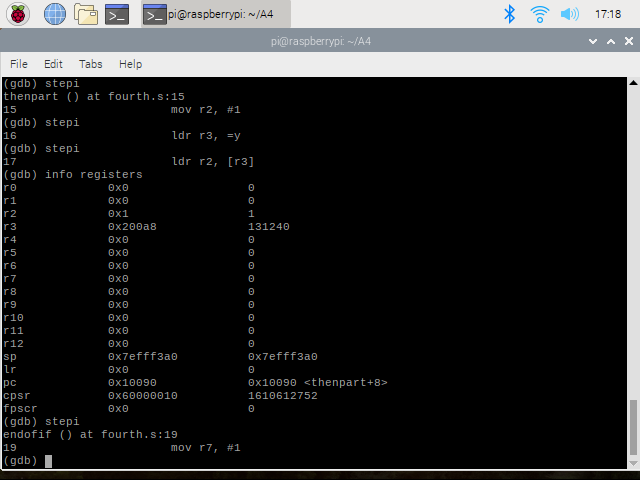 pi@raspberrypi: ~/A4
17:18
pi@raspberrypi: ~/A4
File Edit Tabs Help
(gdb) stepi
thenpart () at fourth.s:15
15 mov r2, #1
(gdb) stepi
16 ldr r3, =y
(gdb) stepi
17 ldr r2, [r3]
(gdb) info registers
r0 0x0 0
r1 0x0 0
r2 0x1 1
r3 0x200a8 131240
r4 0x0 0
r5 0x0 0
r6 0x0 0
r7 0x0 0
r8 0x0 0
r9 0x0 0
r10 0x0 0
r11 0x0 0
r12 0x0 0
sp 0x7efff3a0 0x7efff3a0
lr 0x0 0
pc 0x10090 0x10090 <thenpart+8>
cpsr 0x60000010 1610612752
fpscr 0x0 0
(gdb) stepi
endofif () at fourth.s:19
19 mov r7, #1
(gdb)